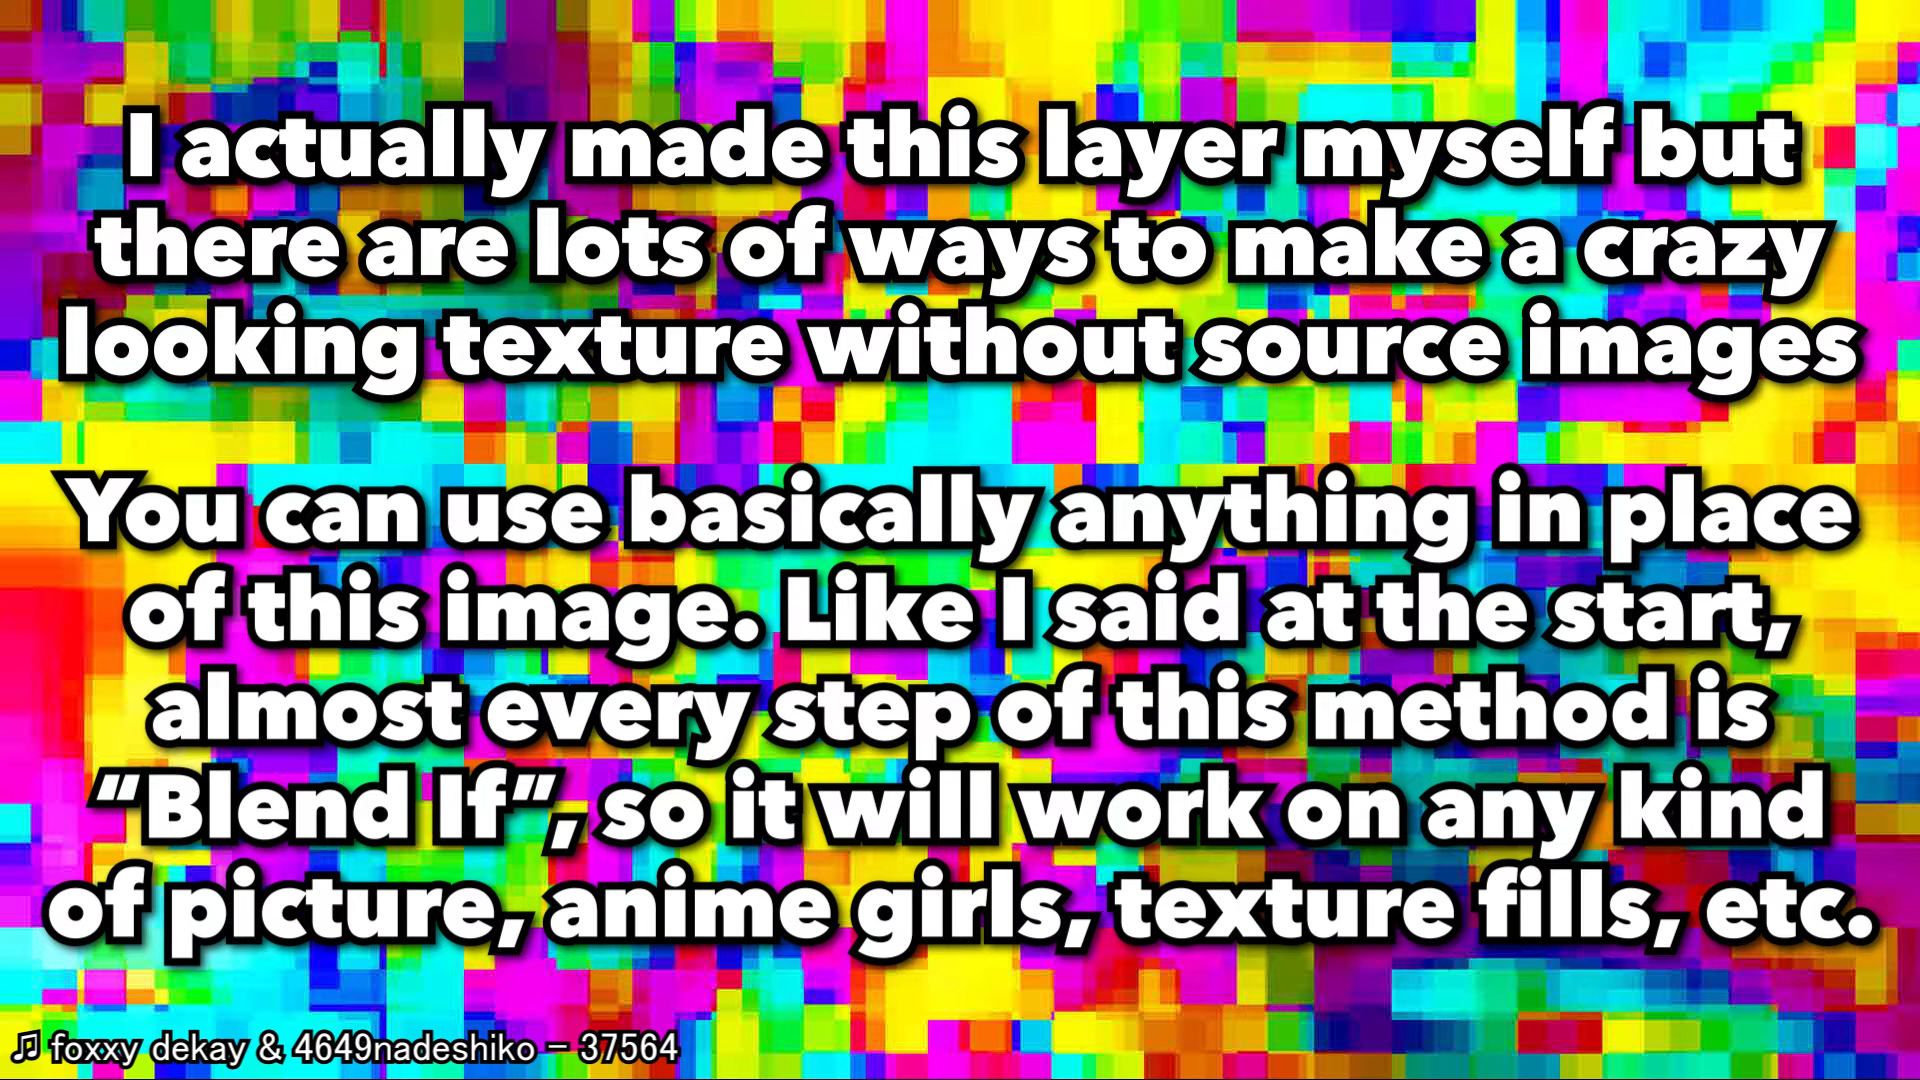 I actually made this layer myself but
there are lots of ways to make a crazy
looking texture without source images
You can use basically anything in place
of this image. Like I said at the start,
almost every step of this method is
“Blend If”, so it will work on any kind
of picture, anime girls, texture fills, etc.
♫ foxxy dekay & 4649nadeshiko - 37564